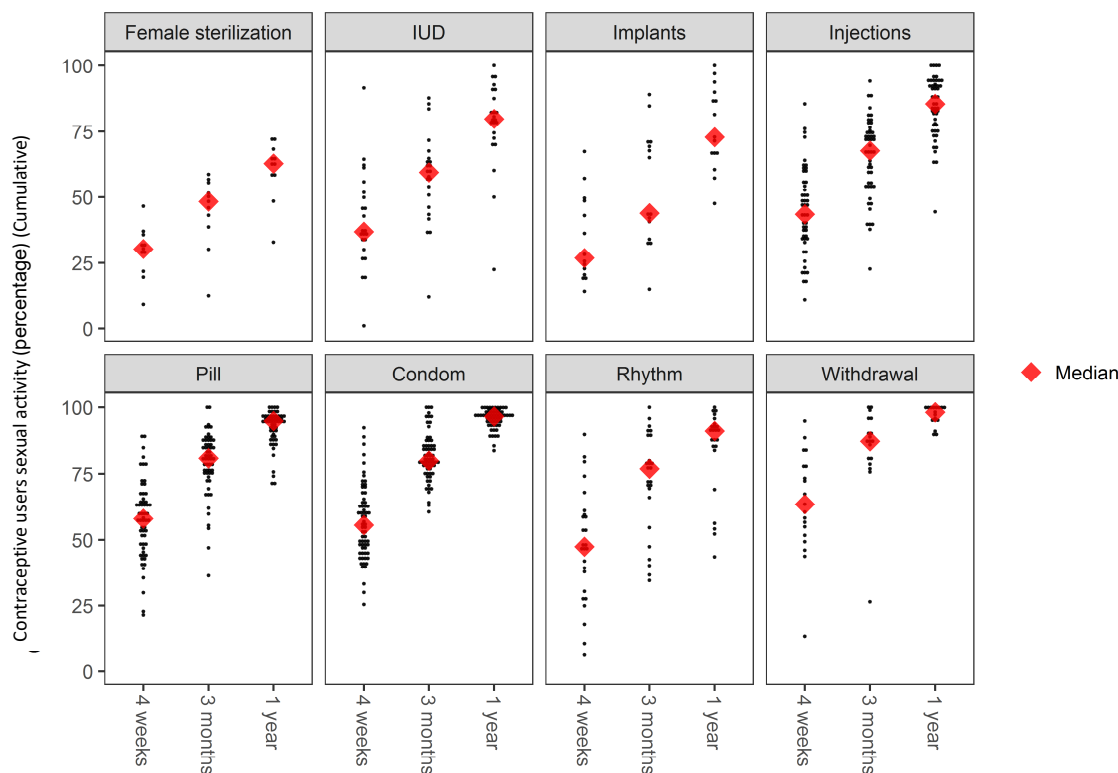 Female sterilization
IUD
Implants
Injections
100
75
50
25
0
Pill
Condom
Rhythm
Withdrawal
100
75
50
25
0
4 weeks
3 months
1 year
4 weeks
3 months
1 year
4 weeks
3 months
1 year
4 weeks
3 months
1 year
Contraceptive users sexual activity (percentage) (Cumulative)
Median